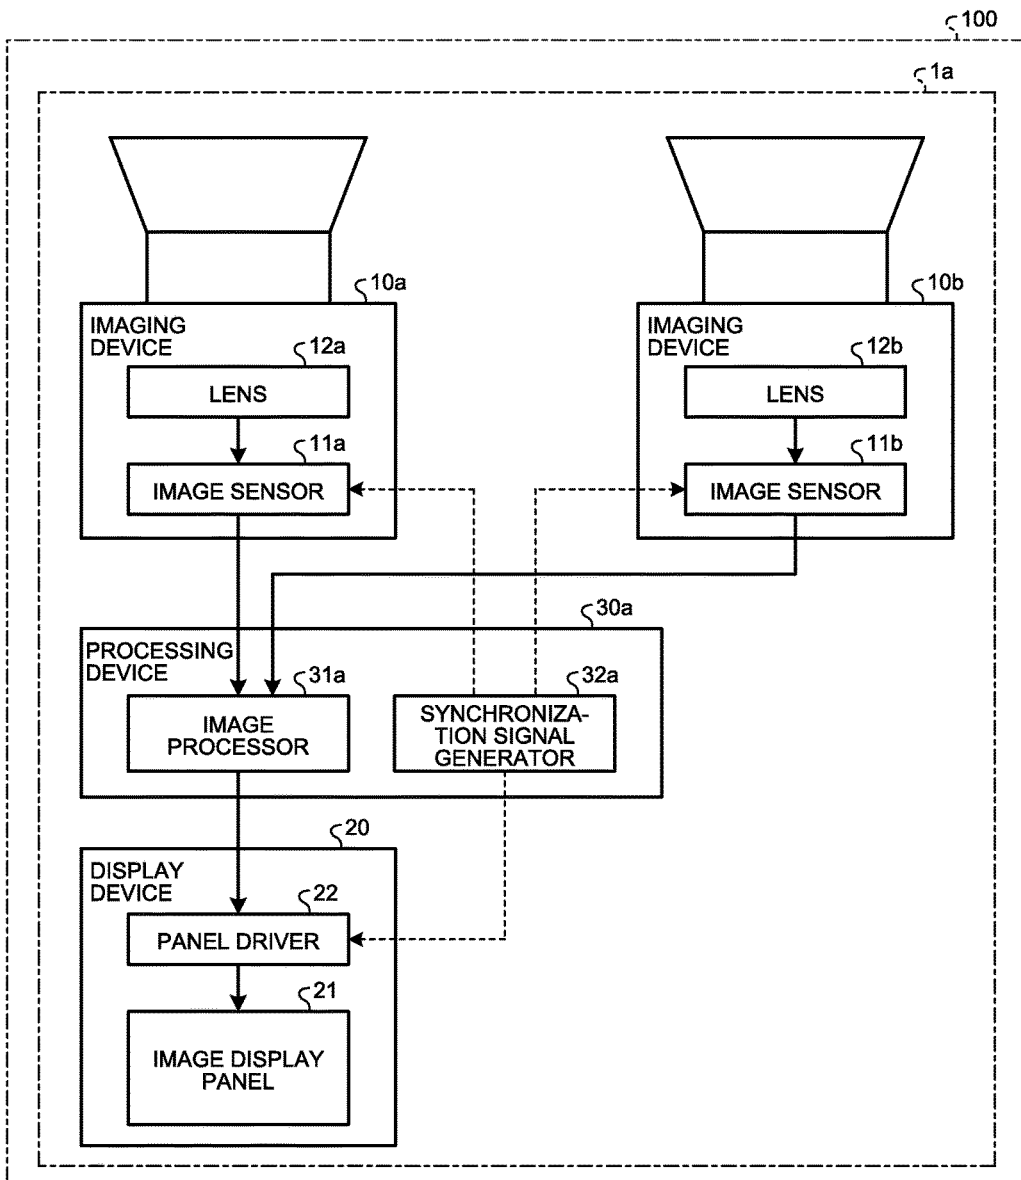 100
1a
10a
10b
IMAGING
DEVICE
IMAGING
DEVICE
12a
12b
LENS
LENS
11a
11b
IMAGE SENSOR
IMAGE SENSOR
30a
PROCESSING
DEVICE
31a
32a
IMAGE
PROCESSOR
SYNCHRONIZA-
TION SIGNAL
GENERATOR
20
DISPLAY
DEVICE
22
PANEL DRIVER
21
IMAGE DISPLAY
PANEL